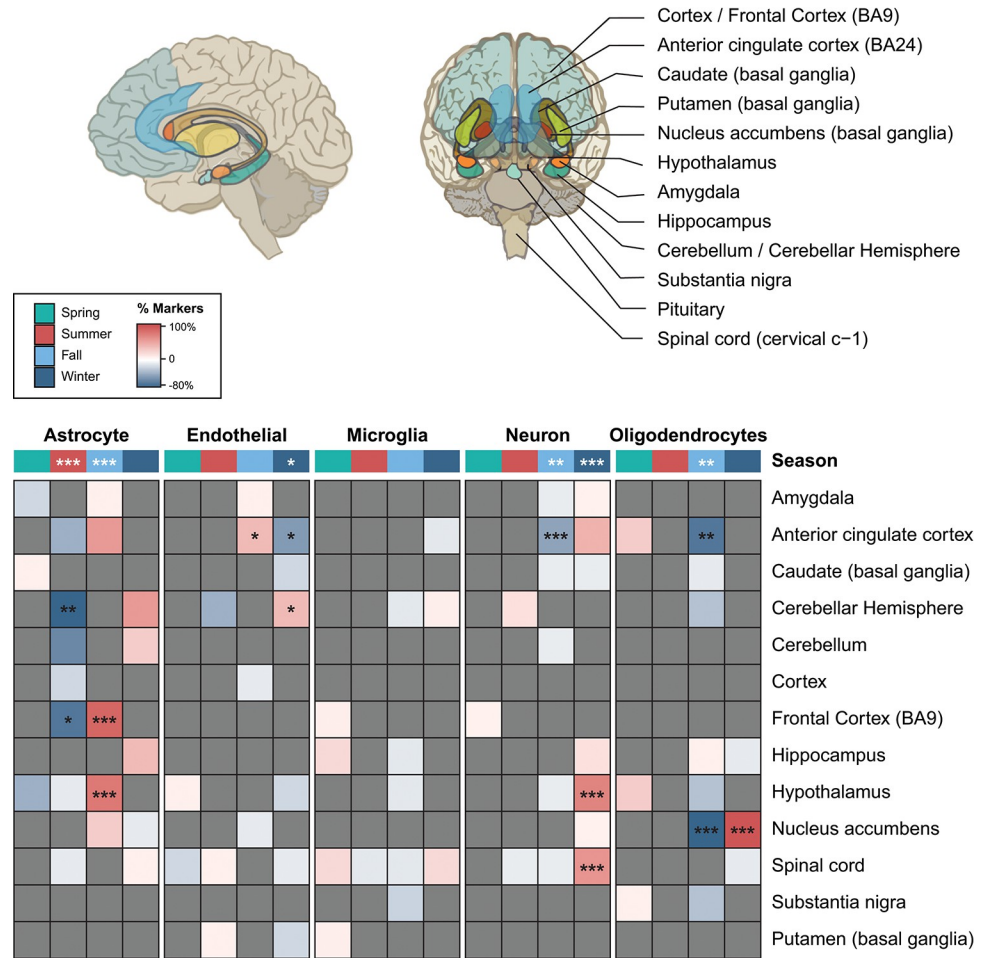 Cortex / Frontal Cortex (BA9)
Anterior cingulate cortex (BA24)
Caudate (basal ganglia)
Putamen (basal ganglia)
Nucleus accumbens (basal ganglia)
Hypothalamus
Amygdala
Hippocampus
Cerebellum / Cerebellar Hemisphere
Substantia nigra
Pituitary
Spinal cord (cervical c−1)
Spring
Summer
Fall
Winter
% Markers
100%
0
-80%
Astrocyte Endothelial Microglia Neuron Oligodendrocytes
*** *** * ** *** ** Season
Amygdala
* * *** ** Anterior cingulate cortex
Caudate (basal ganglia)
** * Cerebellar Hemisphere
Cerebellum
Cortex
* *** Frontal Cortex (BA9)
Hippocampus
*** *** Hypothalamus
*** *** Nucleus accumbens
*** Spinal cord
Substantia nigra
Putamen (basal ganglia)